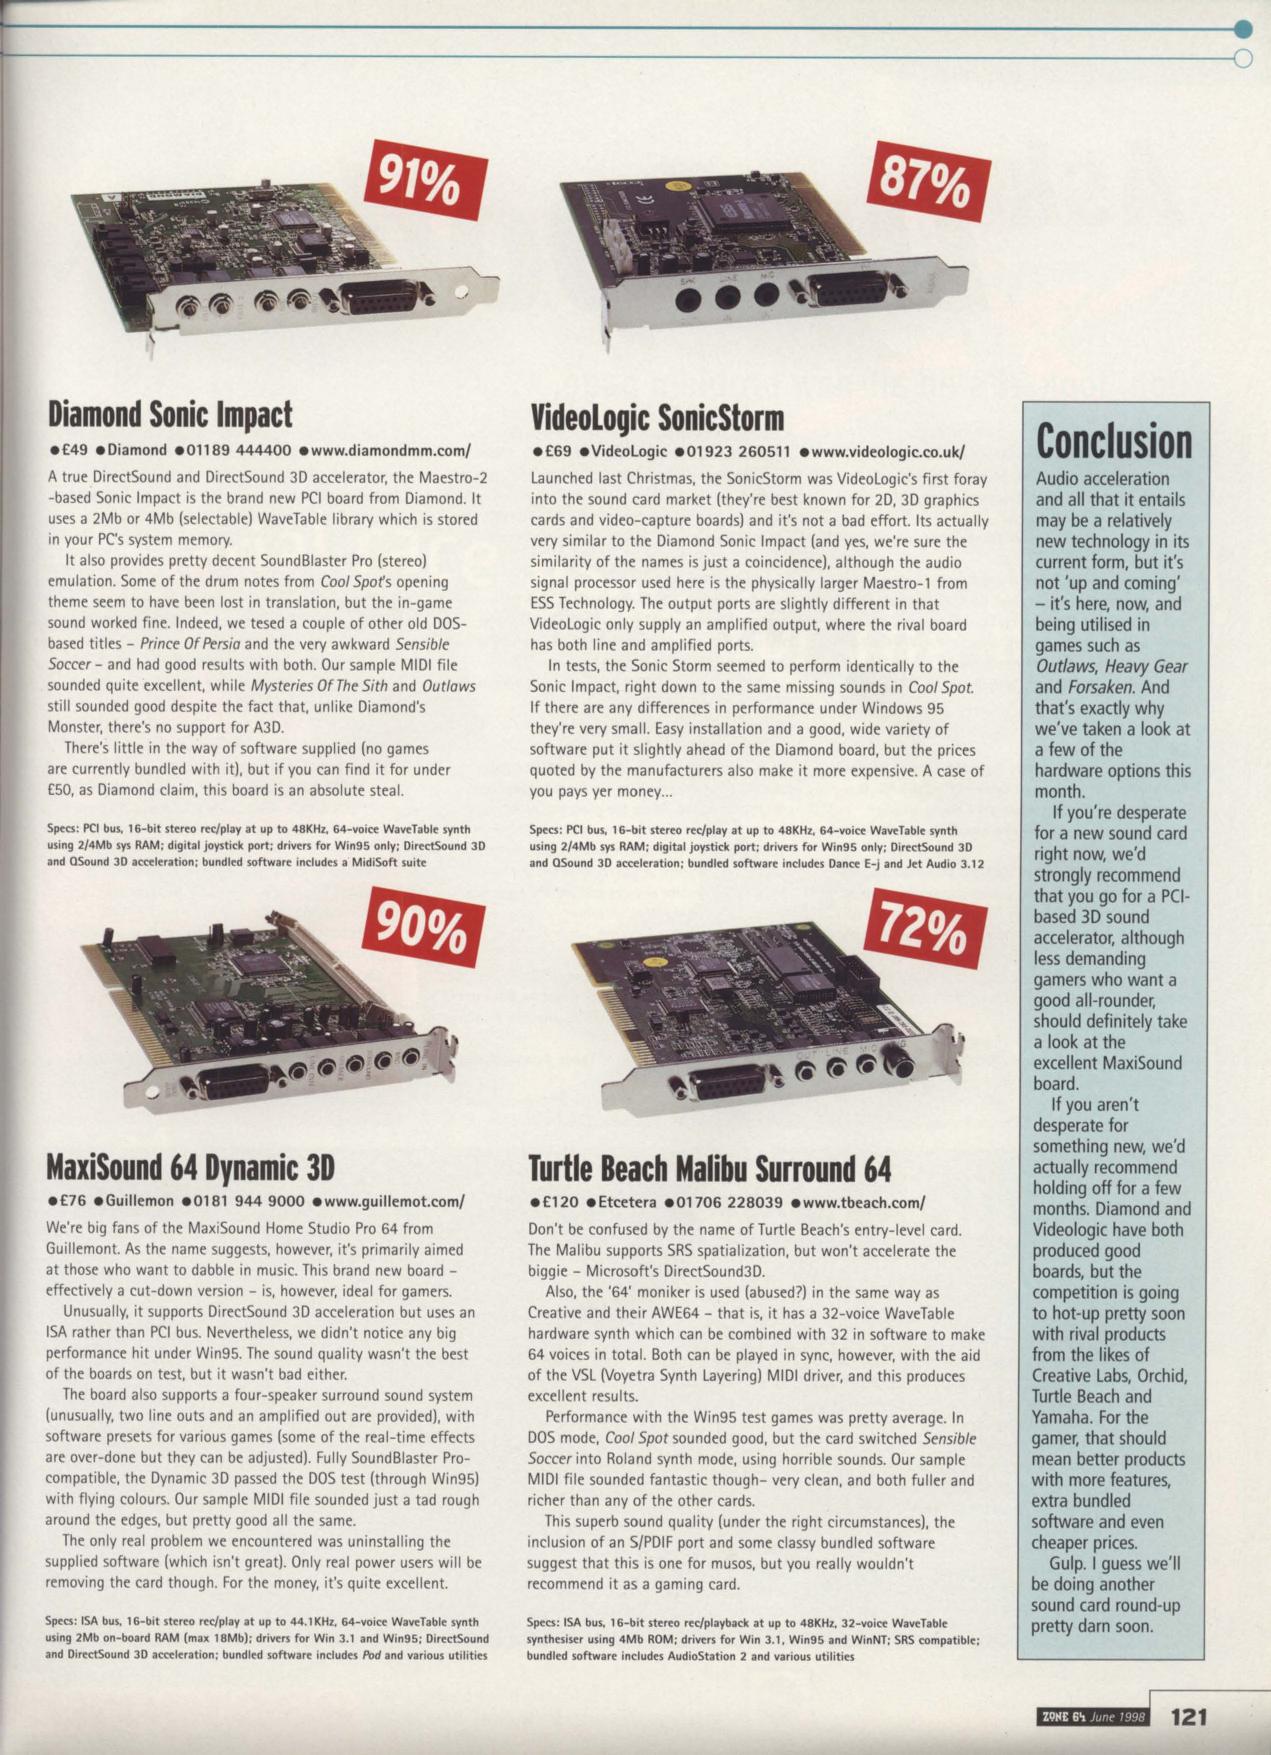 91%
87%
Diamond Sonic Impact
●£49 ●Diamond ●01189 444400 ●www.diamondmm.com/
A true DirectSound and DirectSound 3D accelerator, the Maestro-2
-based Sonic Impact is the brand new PCI board from Diamond. It
uses a 2Mb or 4Mb (selectable) WaveTable library which is stored
in your PC's system memory.
It also provides pretty decent SoundBlaster Pro (stereo)
emulation. Some of the drum notes from Cool Spot's opening
theme seem to have been lost in translation, but the in-game
sound worked fine. Indeed, we tesed a couple of other old DOS-
based titles – Prince Of Persia and the very awkward Sensible
Soccer – and had good results with both. Our sample MIDI file
sounded quite excellent, while Mysteries Of The Sith and Outlaws
still sounded good despite the fact that, unlike Diamond's
Monster, there's no support for A3D.
There's little in the way of software supplied (no games
are currently bundled with it), but if you can find it for under
£50, as Diamond claim, this board is an absolute steal.
Specs: PCI bus, 16-bit stereo rec/play at up to 48KHz, 64-voice WaveTable synth
using 2/4Mb sys RAM; digital joystick port; drivers for Win95 only; DirectSound 3D
and QSound 3D acceleration; bundled software includes a MidiSoft suite
VideoLogic SonicStorm
●£69 ●VideoLogic ●01923 260511 ●www.videologic.co.uk/
Launched last Christmas, the SonicStorm was VideoLogic's first foray
into the sound card market (they're best known for 2D, 3D graphics
cards and video-capture boards) and it's not a bad effort. Its actually
very similar to the Diamond Sonic Impact (and yes, we're sure the
similarity of the names is just a coincidence), although the audio
signal processor used here is the physically larger Maestro-1 from
ESS Technology. The output ports are slightly different in that
VideoLogic only supply an amplified output, where the rival board
has both line and amplified ports.
In tests, the Sonic Storm seemed to perform identically to the
Sonic Impact, right down to the same missing sounds in Cool Spot.
If there are any differences in performance under Windows 95
they're very small. Easy installation and a good, wide variety of
software put it slightly ahead of the Diamond board, but the prices
quoted by the manufacturers also make it more expensive. A case of
you pays yer money...
Specs: PCI bus, 16-bit stereo rec/play at up to 48KHz, 64-voice WaveTable synth
using 2/4Mb sys RAM; digital joystick port; drivers for Win95 only; DirectSound 3D
and QSound 3D acceleration; bundled software includes Dance E-j and Jet Audio 3.12
90%
72%
MaxiSound 64 Dynamic 3D
●£76 ●Guillemon ●0181 944 9000 ●www.guillemot.com/
We're big fans of the MaxiSound Home Studio Pro 64 from
Guillemont. As the name suggests, however, it's primarily aimed
at those who want to dabble in music. This brand new board –
effectively a cut-down version – is, however, ideal for gamers.
Unusually, it supports DirectSound 3D acceleration but uses an
ISA rather than PCI bus. Nevertheless, we didn't notice any big
performance hit under Win95. The sound quality wasn't the best
of the boards on test, but it wasn't bad either.
The board also supports a four-speaker surround sound system
(unusually, two line outs and an amplified out are provided), with
software presets for various games (some of the real-time effects
are over-done but they can be adjusted). Fully SoundBlaster Pro-
compatible, the Dynamic 3D passed the DOS test (through Win95)
with flying colours. Our sample MIDI file sounded just a tad rough
around the edges, but pretty good all the same.
The only real problem we encountered was uninstalling the
supplied software (which isn't great). Only real power users will be
removing the card though. For the money, it's quite excellent.
Specs: ISA bus, 16-bit stereo rec/play at up to 44.1KHz, 64-voice WaveTable synth
using 2Mb on-board RAM (max 18Mb); drivers for Win 3.1 and Win95; DirectSound
and DirectSound 3D acceleration; bundled software includes Pod and various utilities
Turtle Beach Malibu Surround 64
●£120 ●Etcetera ●01706 228039 ●www.tbeach.com/
Don't be confused by the name of Turtle Beach's entry-level card.
The Malibu supports SRS spatialization, but won't accelerate the
biggie – Microsoft's DirectSound3D.
Also, the '64' moniker is used (abused?) in the same way as
Creative and their AWE64 – that is, it has a 32-voice WaveTable
hardware synth which can be combined with 32 in software to make
64 voices in total. Both can be played in sync, however, with the aid
of the VSL (Voyetra Synth Layering) MIDI driver, and this produces
excellent results.
Performance with the Win95 test games was pretty average. In
DOS mode, Cool Spot sounded good, but the card switched Sensible
Soccer into Roland synth mode, using horrible sounds. Our sample
MIDI file sounded fantastic though– very clean, and both fuller and
richer than any of the other cards.
This superb sound quality (under the right circumstances), the
inclusion of an S/PDIF port and some classy bundled software
suggest that this is one for musos, but you really wouldn't
recommend it as a gaming card.
Specs: ISA bus, 16-bit stereo rec/playback at up to 48KHz, 32-voice WaveTable
synthesiser using 4Mb ROM; drivers for Win 3.1, Win95 and WinNT; SRS compatible;
bundled software includes AudioStation 2 and various utilities
Conclusion
Audio acceleration
and all that it entails
may be a relatively
new technology in its
current form, but it's
not 'up and coming'
– it's here, now, and
being utilised in
games such as
Outlaws, Heavy Gear
and Forsaken. And
that's exactly why
we've taken a look at
a few of the
hardware options this
month.
If you're desperate
for a new sound card
right now, we'd
strongly recommend
that you go for a PCI-
based 3D sound
accelerator, although
less demanding
gamers who want a
good all-rounder,
should definitely take
a look at the
excellent MaxiSound
board.
If you aren't
desperate for
something new, we'd
actually recommend
holding off for a few
months. Diamond and
Videologic have both
produced good
boards, but the
competition is going
to hot-up pretty soon
with rival products
from the likes of
Creative Labs, Orchid,
Turtle Beach and
Yamaha. For the
gamer, that should
mean better products
with more features,
extra bundled
software and even
cheaper prices.
Gulp. I guess we'll
be doing another
sound card round-up
pretty darn soon.
ZONE 64 June 1998 121